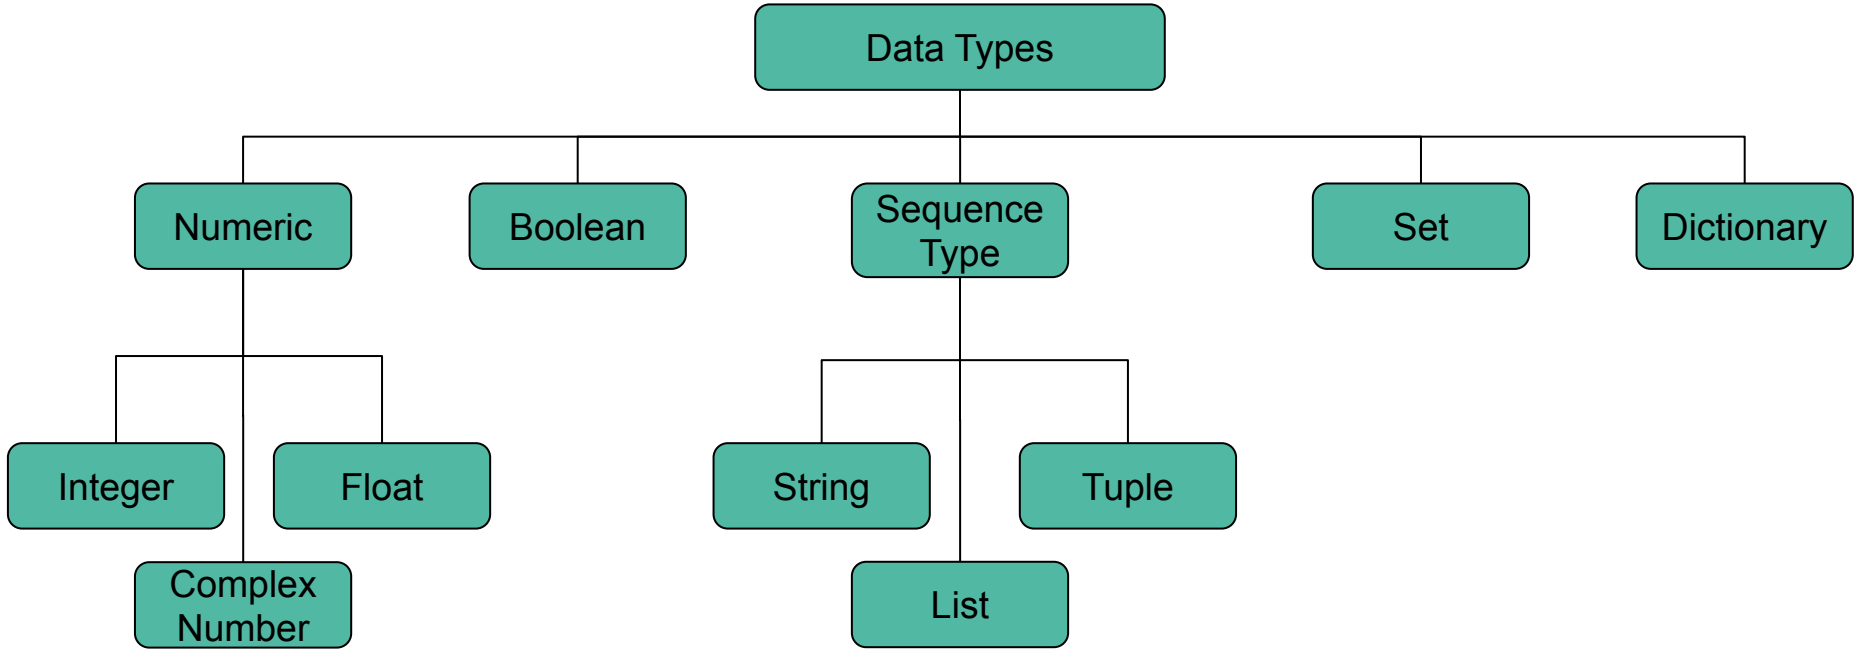 Data Types
Numeric
Boolean
Sequence
Type
Set
Dictionary
Integer
Float
String
Tuple
Complex
Number
List